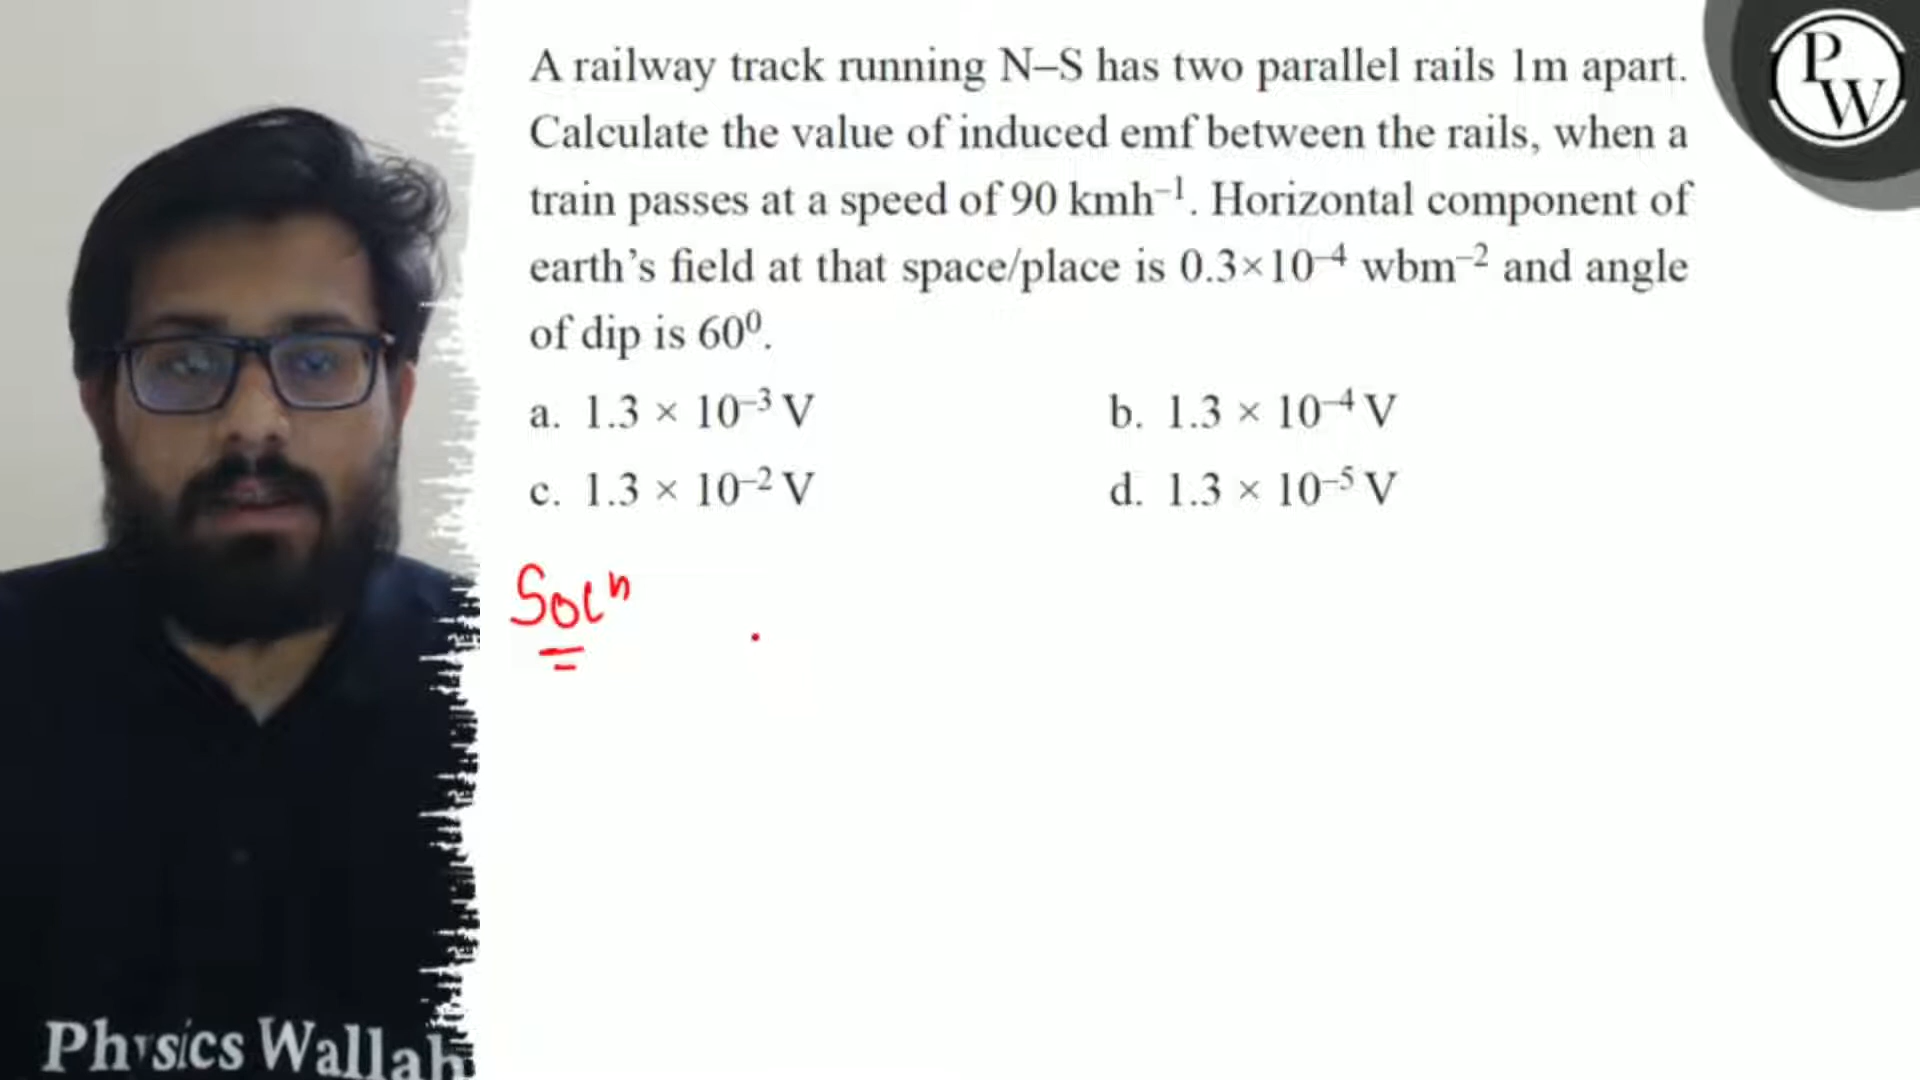 A railway track running N–S has two parallel rails 1m apart.
Calculate the value of induced emf between the rails, when a
train passes at a speed of 90 kmh⁻¹. Horizontal component of
earth’s field at that space/place is 0.3×10⁻⁴ wbm⁻² and angle
of dip is 60⁰.
a. 1.3 × 10⁻³ V b. 1.3 × 10⁻⁴ V
c. 1.3 × 10⁻² V d. 1.3 × 10⁻⁵ V
Solⁿ
PW
Physics Wallah